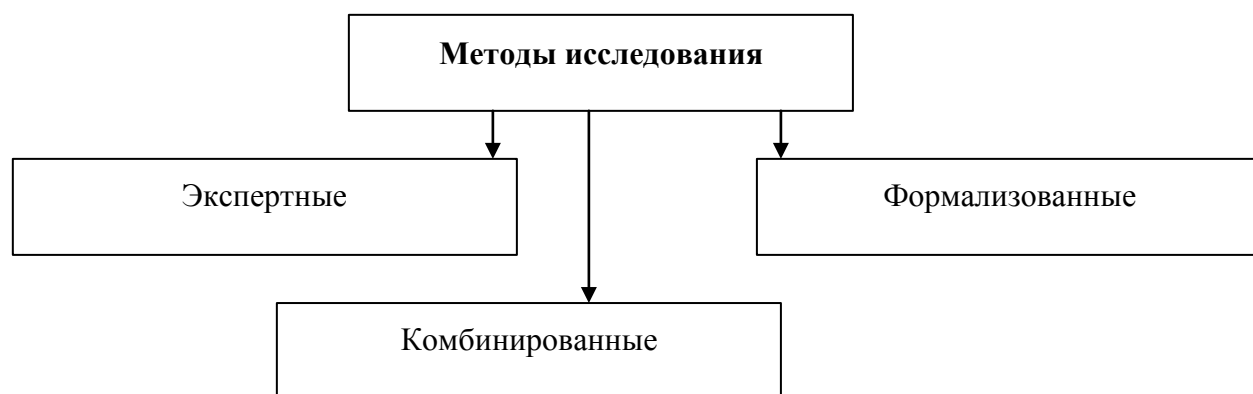 Методы исследования
Экспертные
Формализованные
Комбинированные